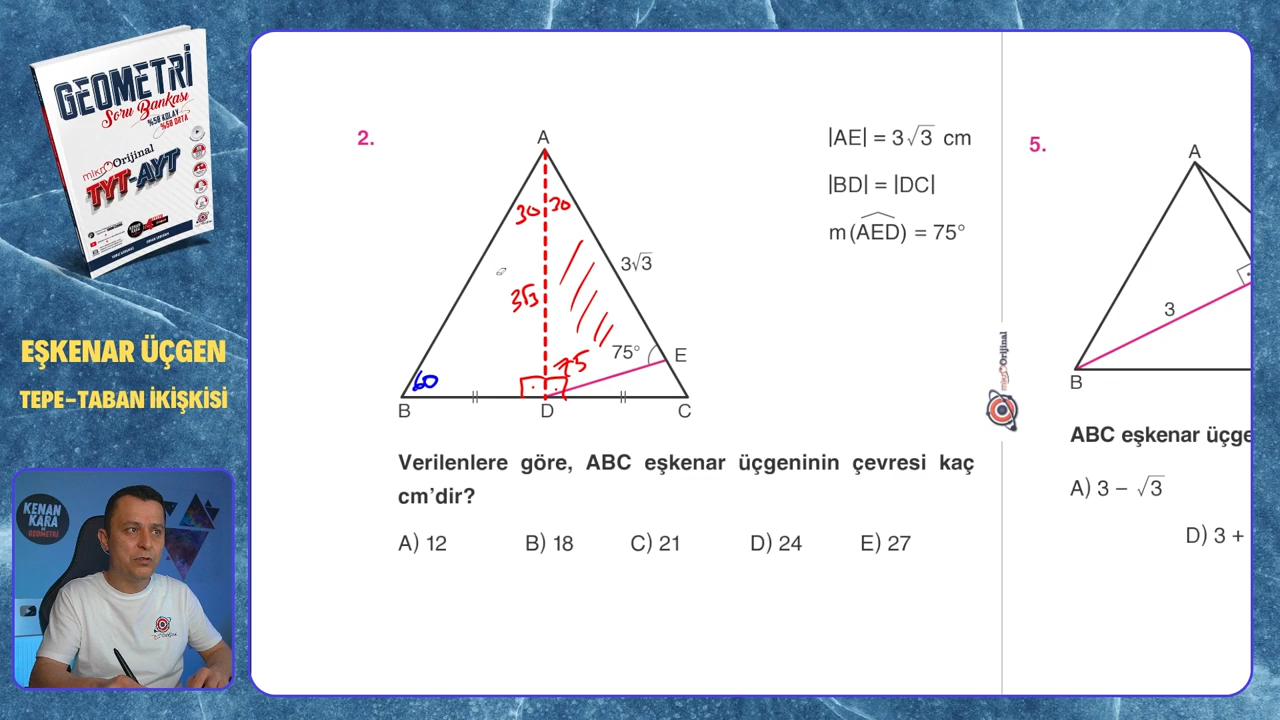 GEOMETRİ
Soru Bankası
%50 KOLAY
%50 ORTA
mikro Orijinal
TYT-AYT
EŞKENAR ÜÇGEN
TEPE-TABAN İKİŞKİSİ
KENAN
KARA
GEOMETRİ
2.
A
30 30
3√3
3√3
75°
75
E
60
B
D
C
|AE| = 3√3 cm
|BD| = |DC|
m(AED) = 75°
Verilenlere göre, ABC eşkenar üçgeninin çevresi kaç
cm'dir?
A) 12 B) 18 C) 21 D) 24 E) 27
mikro Orijinal
5.
A
3
B
ABC eşkenar üçge
A) 3 − √3
D) 3 +